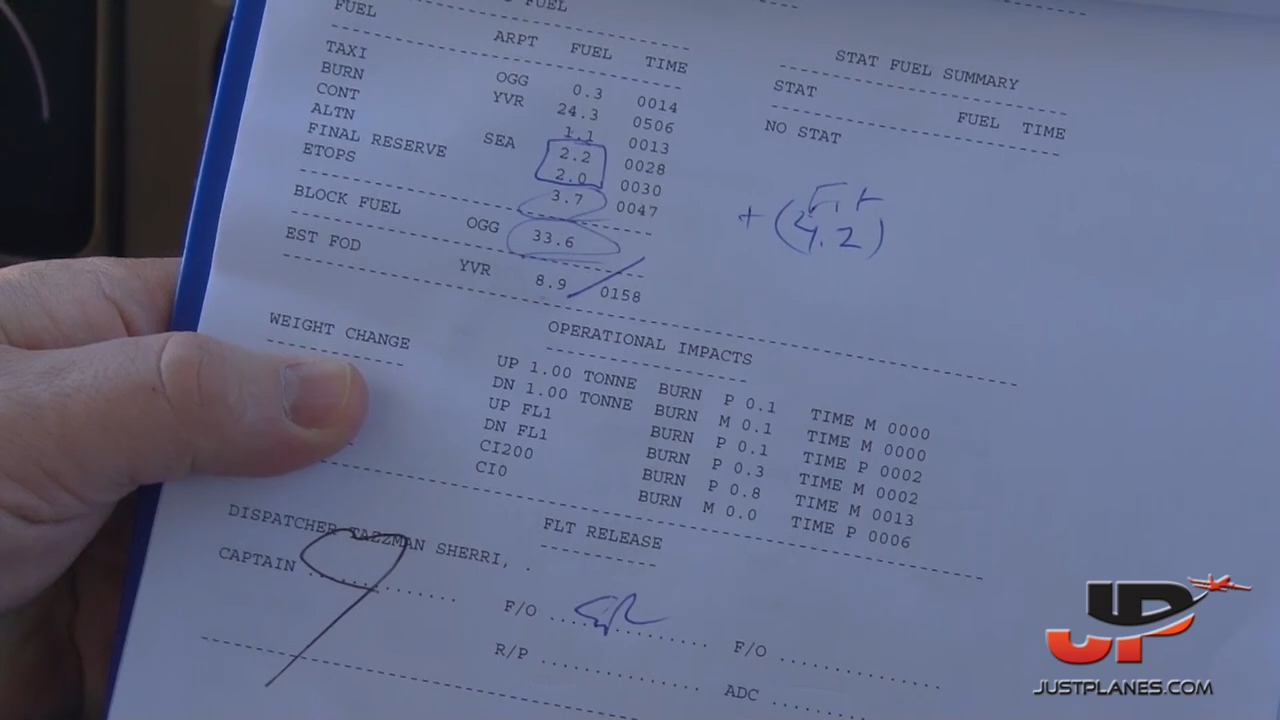 FUEL
FUEL ARPT FUEL TIME
TAXI OGG 0.3 0014
BURN YVR 24.3 0506
CONT 1.1 0013
ALTN SEA 2.2 0028
FINAL RESERVE 2.0 0030
ETOPS 3.7 0047
BLOCK FUEL OGG 33.6
EST FOD YVR 8.9 0158
STAT FUEL SUMMARY
STAT FUEL TIME
NO STAT
+ (4.2)
WEIGHT CHANGE OPERATIONAL IMPACTS
UP 1.00 TONNE BURN P 0.1 TIME M 0000
DN 1.00 TONNE BURN M 0.1 TIME M 0000
UP FL1 BURN P 0.1 TIME P 0002
DN FL1 BURN P 0.3 TIME M 0002
CI200 BURN P 0.8 TIME M 0013
CI0 BURN M 0.0 TIME P 0006
FLT RELEASE
DISPATCHER TAZZMAN SHERRI, .
CAPTAIN .............. F/O ................ F/O ................
R/P ................ ADC ..........
JP
JUSTPLANES.COM